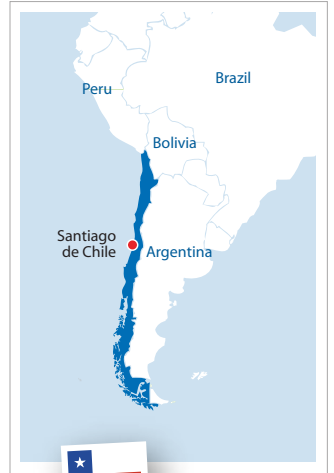 Brazil
Peru
Bolivia
Santiago
de Chile
Argentina